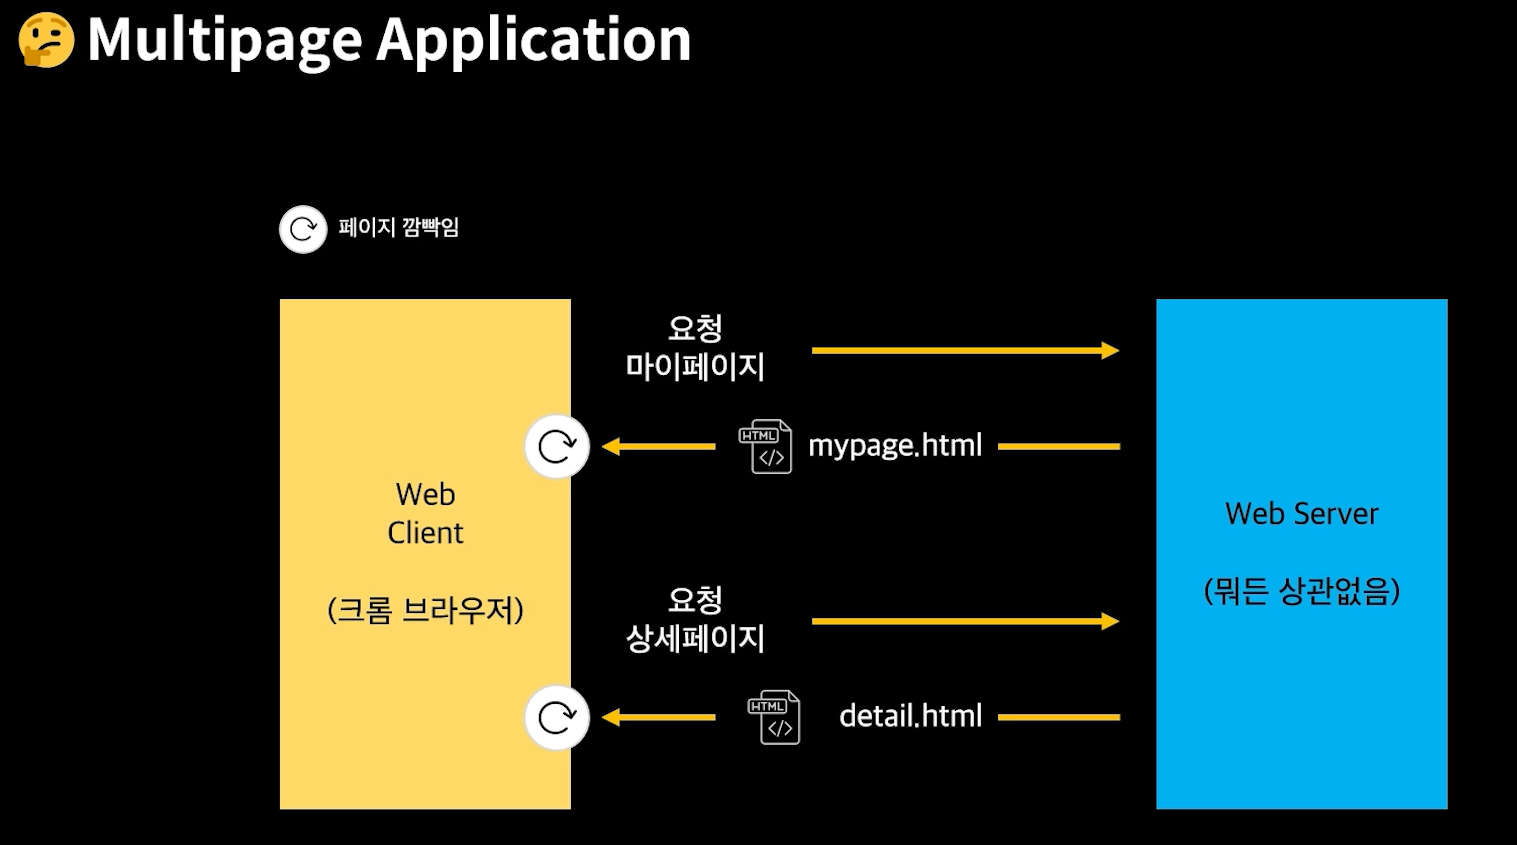 Multipage Application
페이지 깜빡임
요청
마이페이지
HTML
</>
mypage.html
Web
Client
(크롬 브라우저)
Web Server
(뭐든 상관없음)
요청
상세페이지
HTML
</>
detail.html